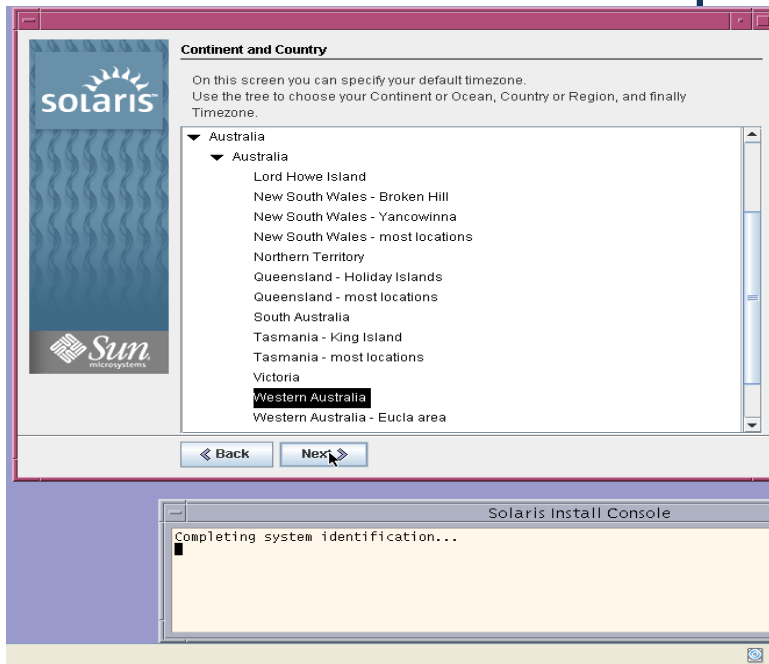 Continent and Country
On this screen you can specify your default timezone.
Use the tree to choose your Continent or Ocean, Country or Region, and finally
Timezone.
solaris
Australia
Australia
Lord Howe Island
New South Wales - Broken Hill
New South Wales - Yancowinna
New South Wales - most locations
Northern Territory
Queensland - Holiday Islands
Queensland - most locations
South Australia
Tasmania - King Island
Tasmania - most locations
Victoria
Western Australia
Western Australia - Eucla area
Sun
microsystems
Back
Next
Solaris Install Console
Completing system identification...